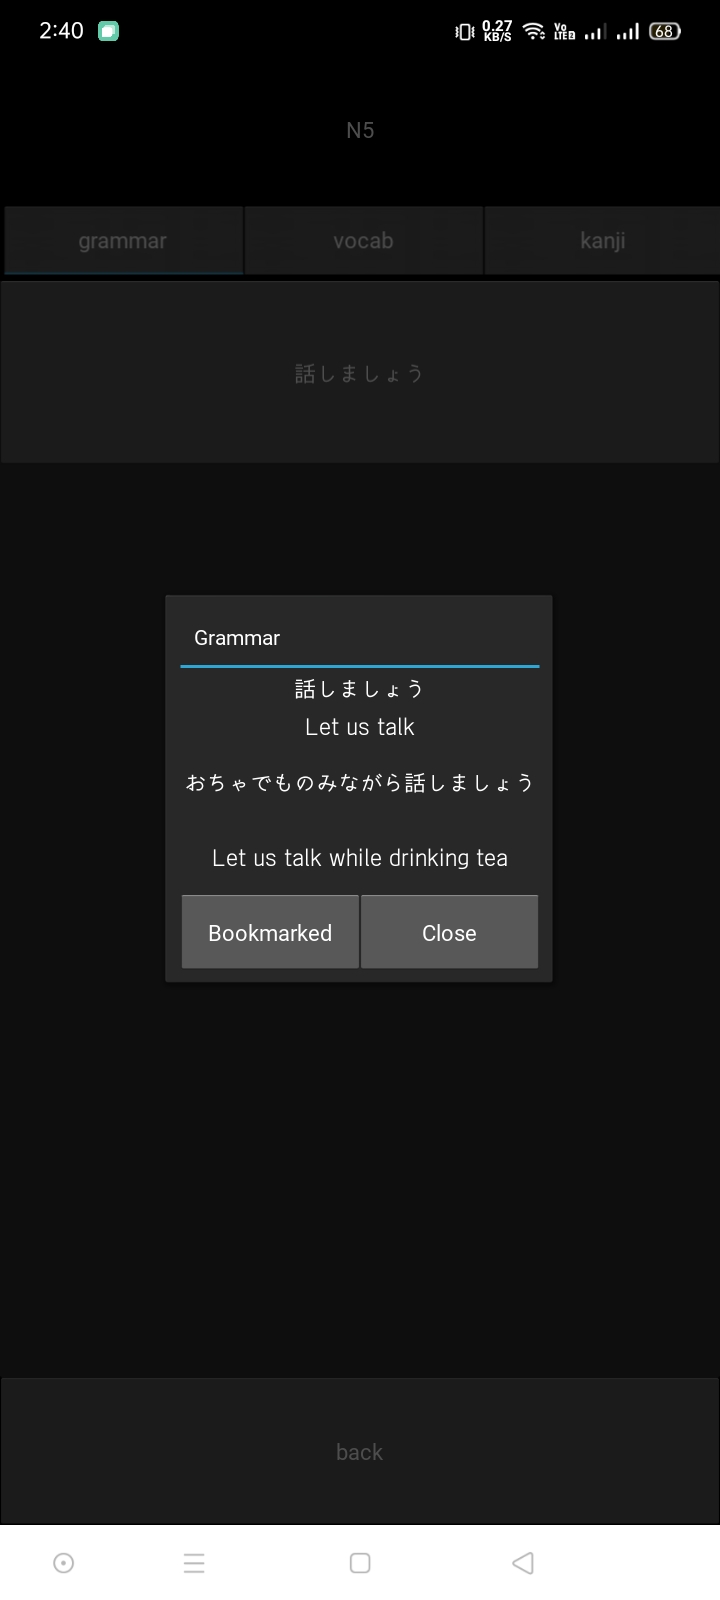 2:40
0.27
KB/S
Vo
LTE2
68
N5
grammar
vocab
kanji
話しましょう
Grammar
話しましょう
Let us talk
おちゃでものみながら話しましょう
Let us talk while drinking tea
Bookmarked
Close
back